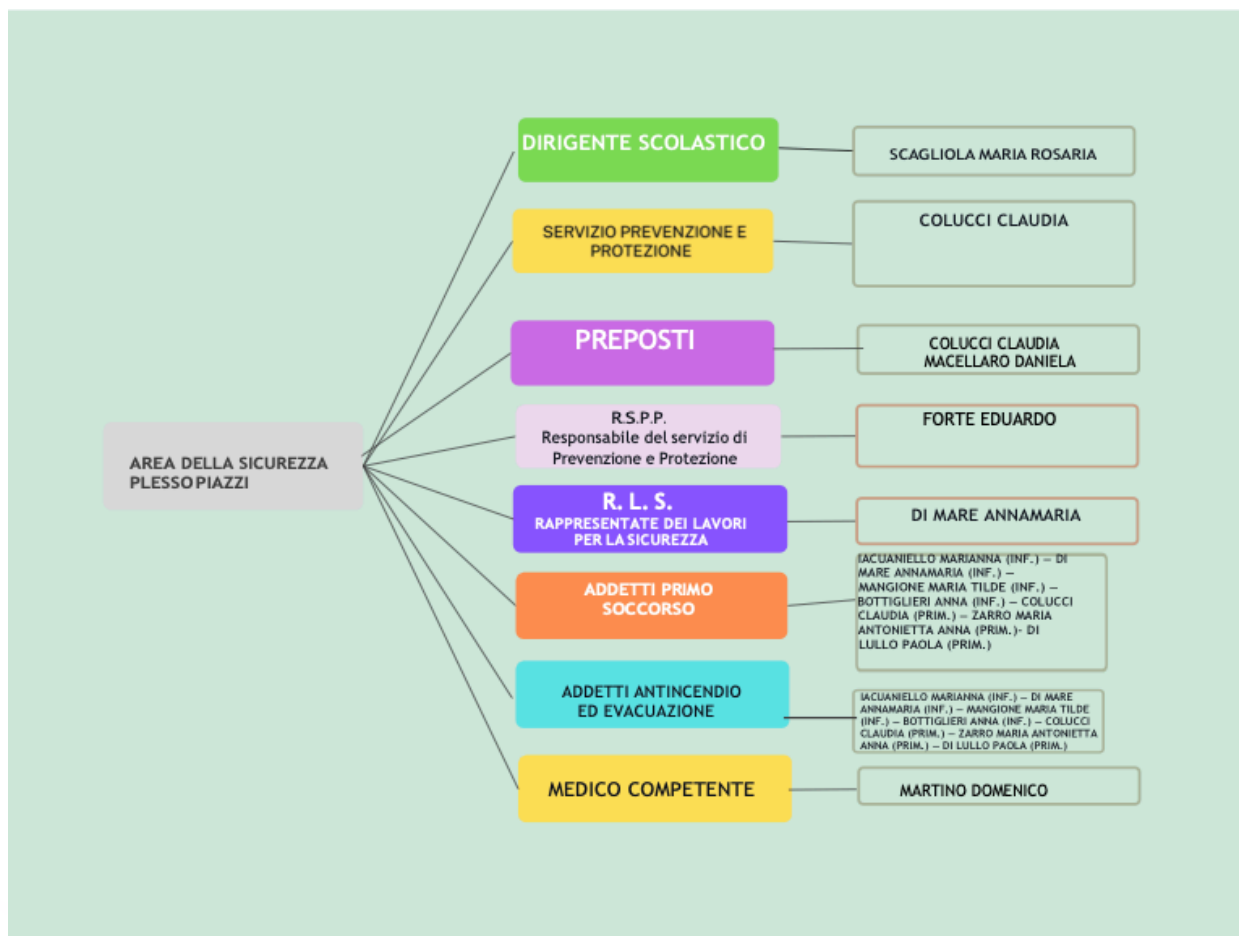 DIRIGENTE SCOLASTICO
SCAGLIOLA MARIA ROSARIA
SERVIZIO PREVENZIONE E
PROTEZIONE
COLUCCI CLAUDIA
PREPOSTI
COLUCCI CLAUDIA
MACELLARO DANIELA
AREA DELLA SICUREZZA
PLESSO PIAZZI
R.S.P.P.
Responsabile del servizio di
Prevenzione e Protezione
FORTE EDUARDO
R. L. S.
RAPPRESENTATE DEI LAVORI
PER LA SICUREZZA
DI MARE ANNAMARIA
ADDETTI PRIMO
SOCCORSO
IACUANIELLO MARIANNA (INF.) – DI
MARE ANNAMARIA (INF.) –
MANGIONE MARIA TILDE (INF.) –
BOTTIGLIERI ANNA (INF.) – COLUCCI
CLAUDIA (PRIM.) – ZARRO MARIA
ANTONIETTA ANNA (PRIM.)- DI
LULLO PAOLA (PRIM.)
ADDETTI ANTINCENDIO
ED EVACUAZIONE
IACUANIELLO MARIANNA (INF.) – DI MARE
ANNAMARIA (INF.) – MANGIONE MARIA TILDE
(INF.) – BOTTIGLIERI ANNA (INF.) – COLUCCI
CLAUDIA (PRIM.) – ZARRO MARIA ANTONIETTA
ANNA (PRIM.) – DI LULLO PAOLA (PRIM.)
MEDICO COMPETENTE
MARTINO DOMENICO